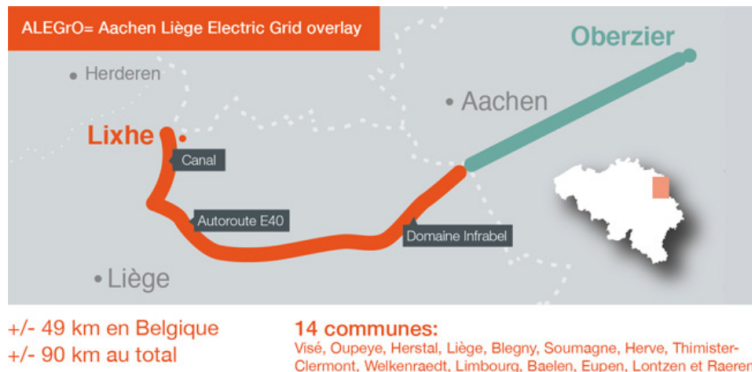 ALEGrO= Aachen Liège Electric Grid overlay
Oberzier
Herderen
Aachen
Lixhe
Canal
Autoroute E40
Domaine Infrabel
Liège
+/- 49 km en Belgique
+/- 90 km au total
14 communes:
Visé, Oupeye, Herstal, Liège, Blegny, Soumagne, Herve, Thimister-
Clermont, Welkenraedt, Limbourg, Baelen, Eupen, Lontzen et Raeren